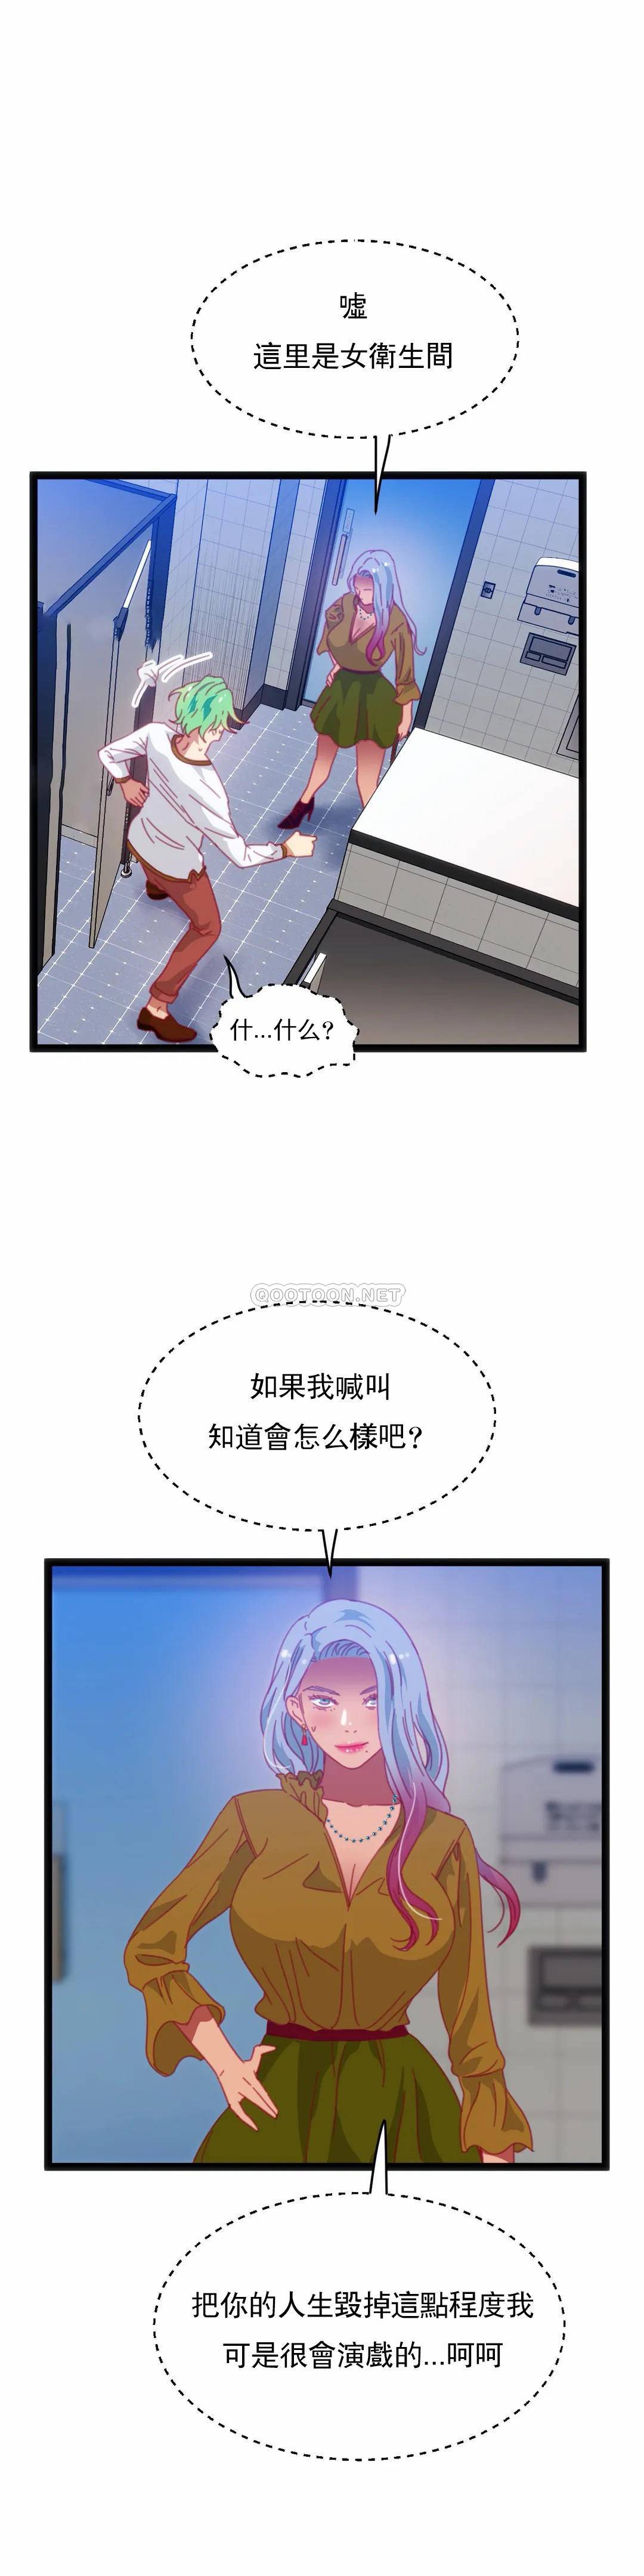 噓
這里是女衛生間
什...什么?
QOOTOON.NET
如果我喊叫
知道會怎么樣吧?
把你的人生毀掉這點程度我
可是很會演戲的...呵呵